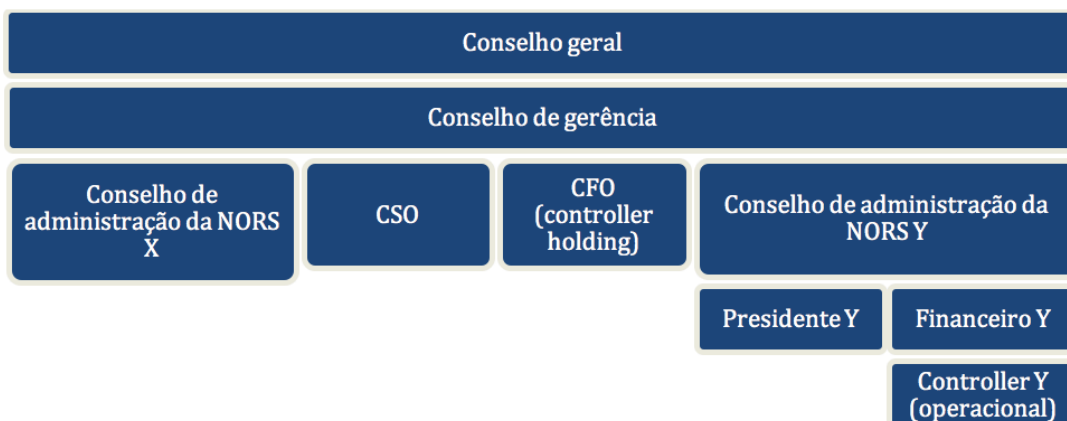 Conselho geral
Conselho de gerência
Conselho de
administração da NORS
X
CSO
CFO
(controller
holding)
Conselho de administração da
NORS Y
Presidente Y
Financeiro Y
Controller Y
(operacional)